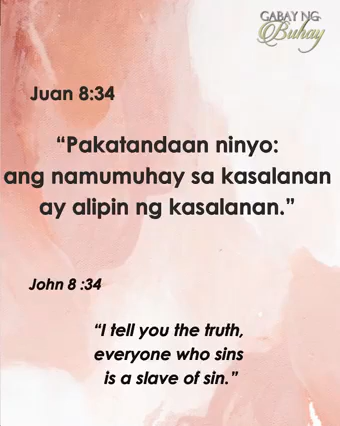 GABAY NG
Buhay
Juan 8:34
“Pakatandaan ninyo:
ang namumuhay sa kasalanan
ay alipin ng kasalanan.”
John 8 :34
“I tell you the truth,
everyone who sins
is a slave of sin.”